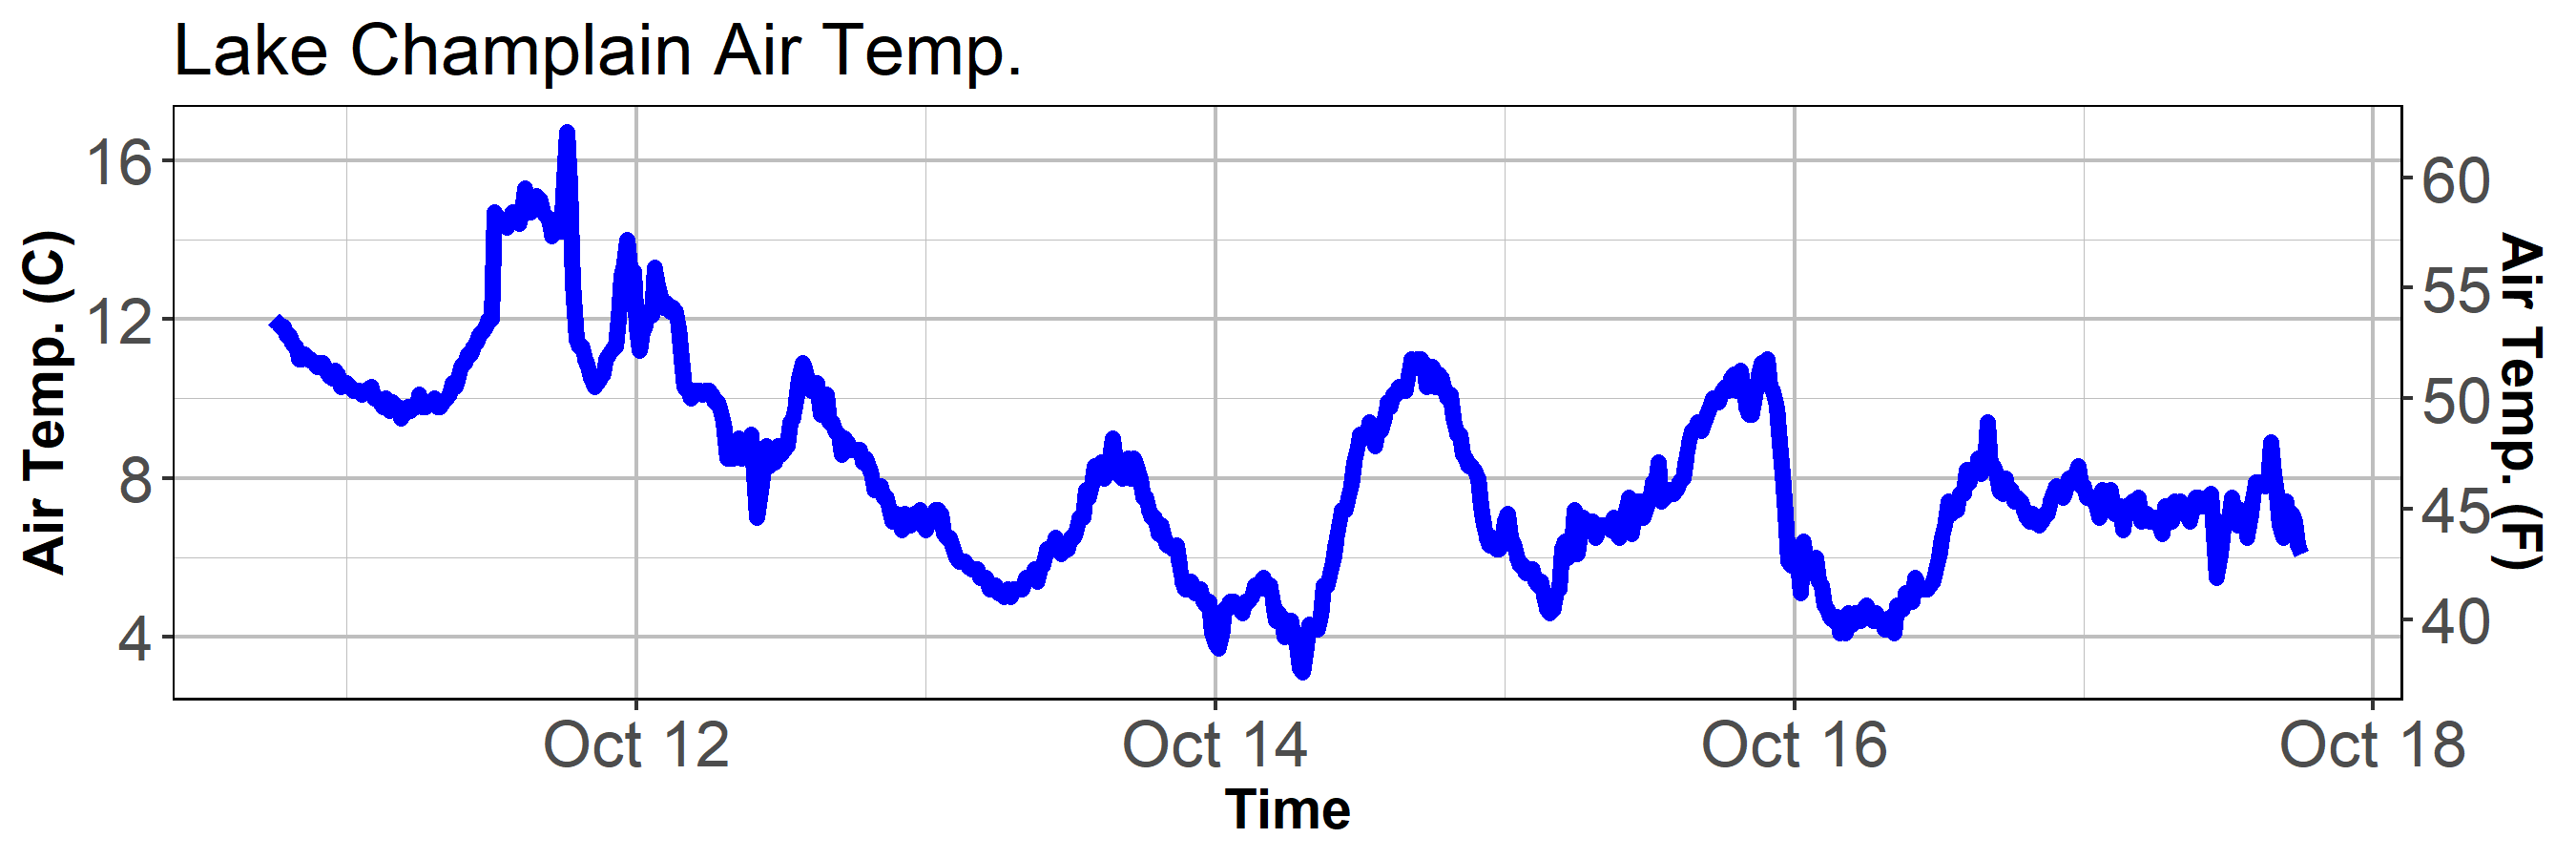 Lake Champlain Air Temp.
Air Temp. (C)
16
12
8
4
60
55
50
45
40
Air Temp. (F)
Oct 12
Oct 14
Oct 16
Oct 18
Time